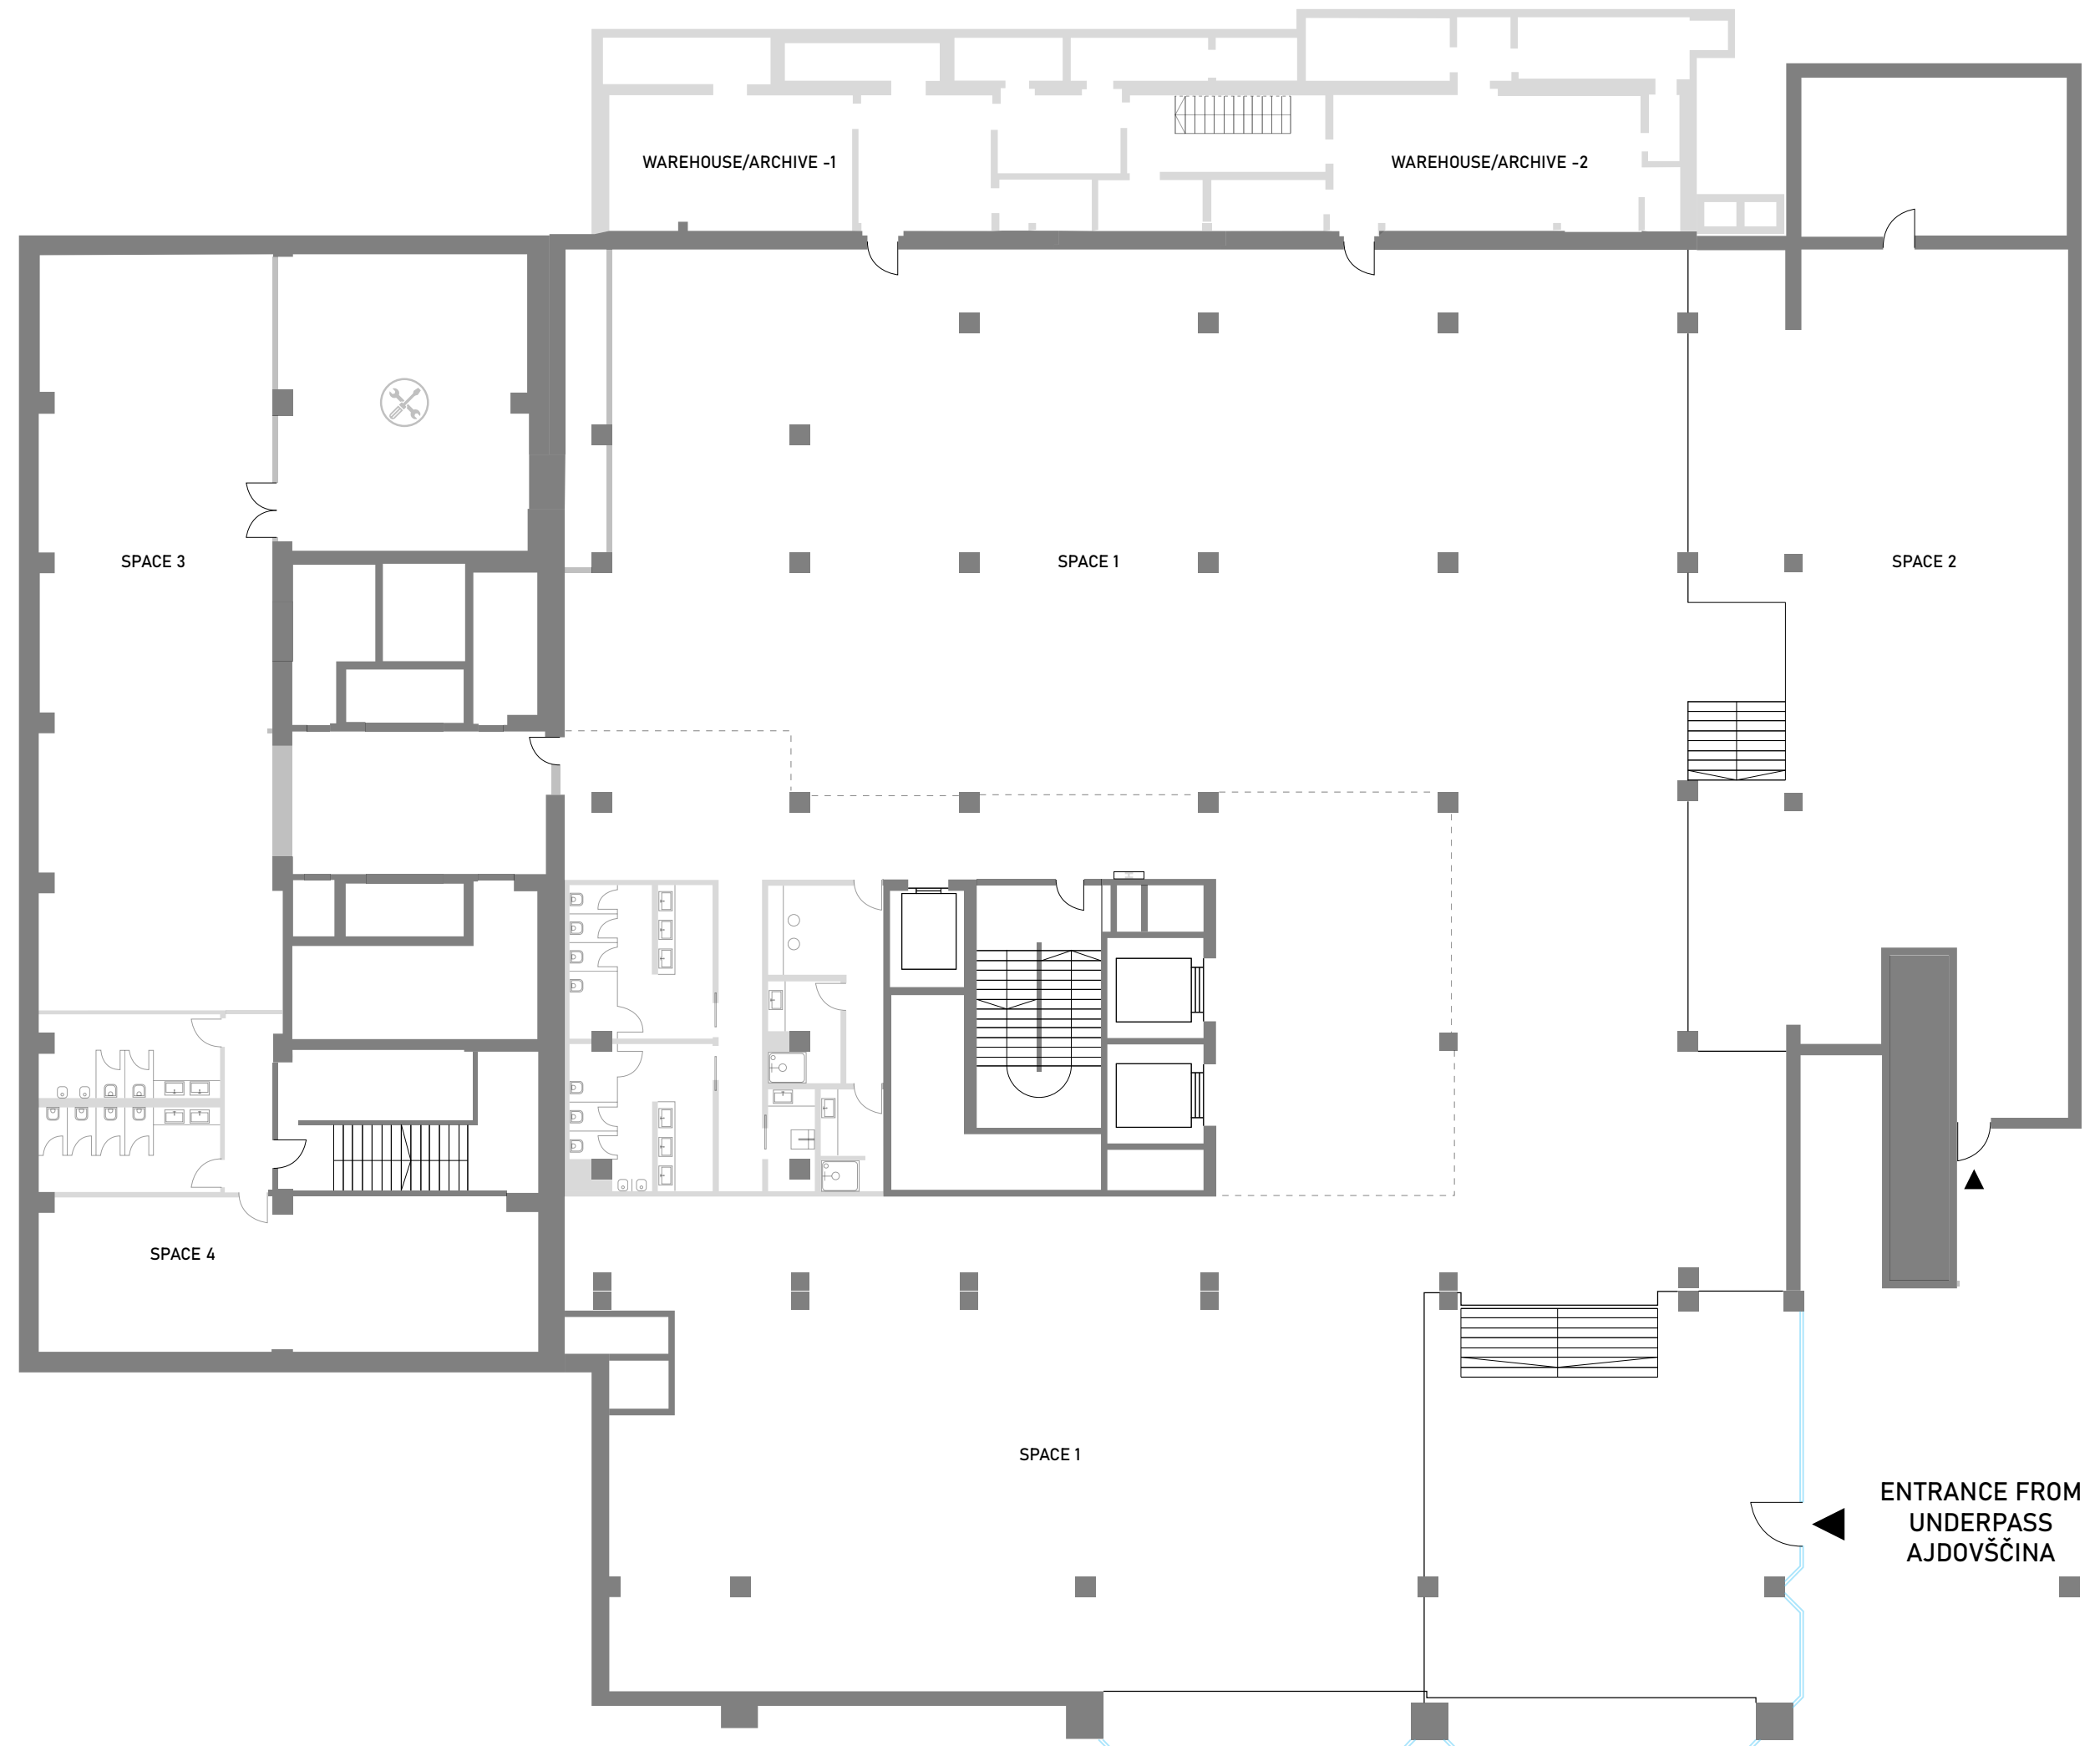 WAREHOUSE/ARCHIVE -1
WAREHOUSE/ARCHIVE -2
SPACE 3
SPACE 1
SPACE 2
SPACE 4
SPACE 1
ENTRANCE FROM
UNDERPASS
AJDOVŠČINA